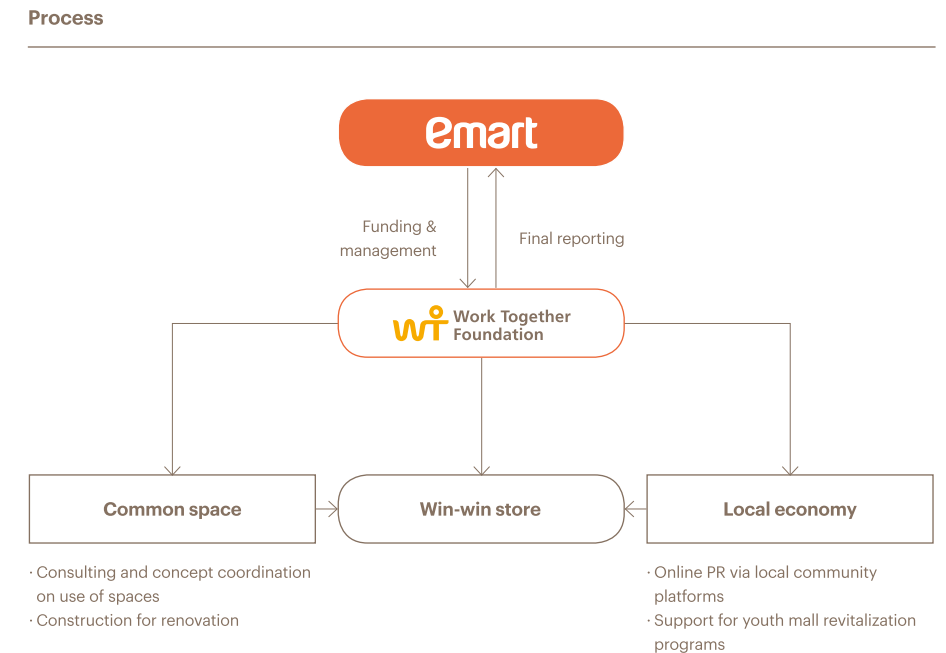 Process
emart
Funding &
management
Final reporting
Work Together
Foundation
Common space
Win-win store
Local economy
· Consulting and concept coordination
on use of spaces
· Construction for renovation
· Online PR via local community
platforms
· Support for youth mall revitalization
programs